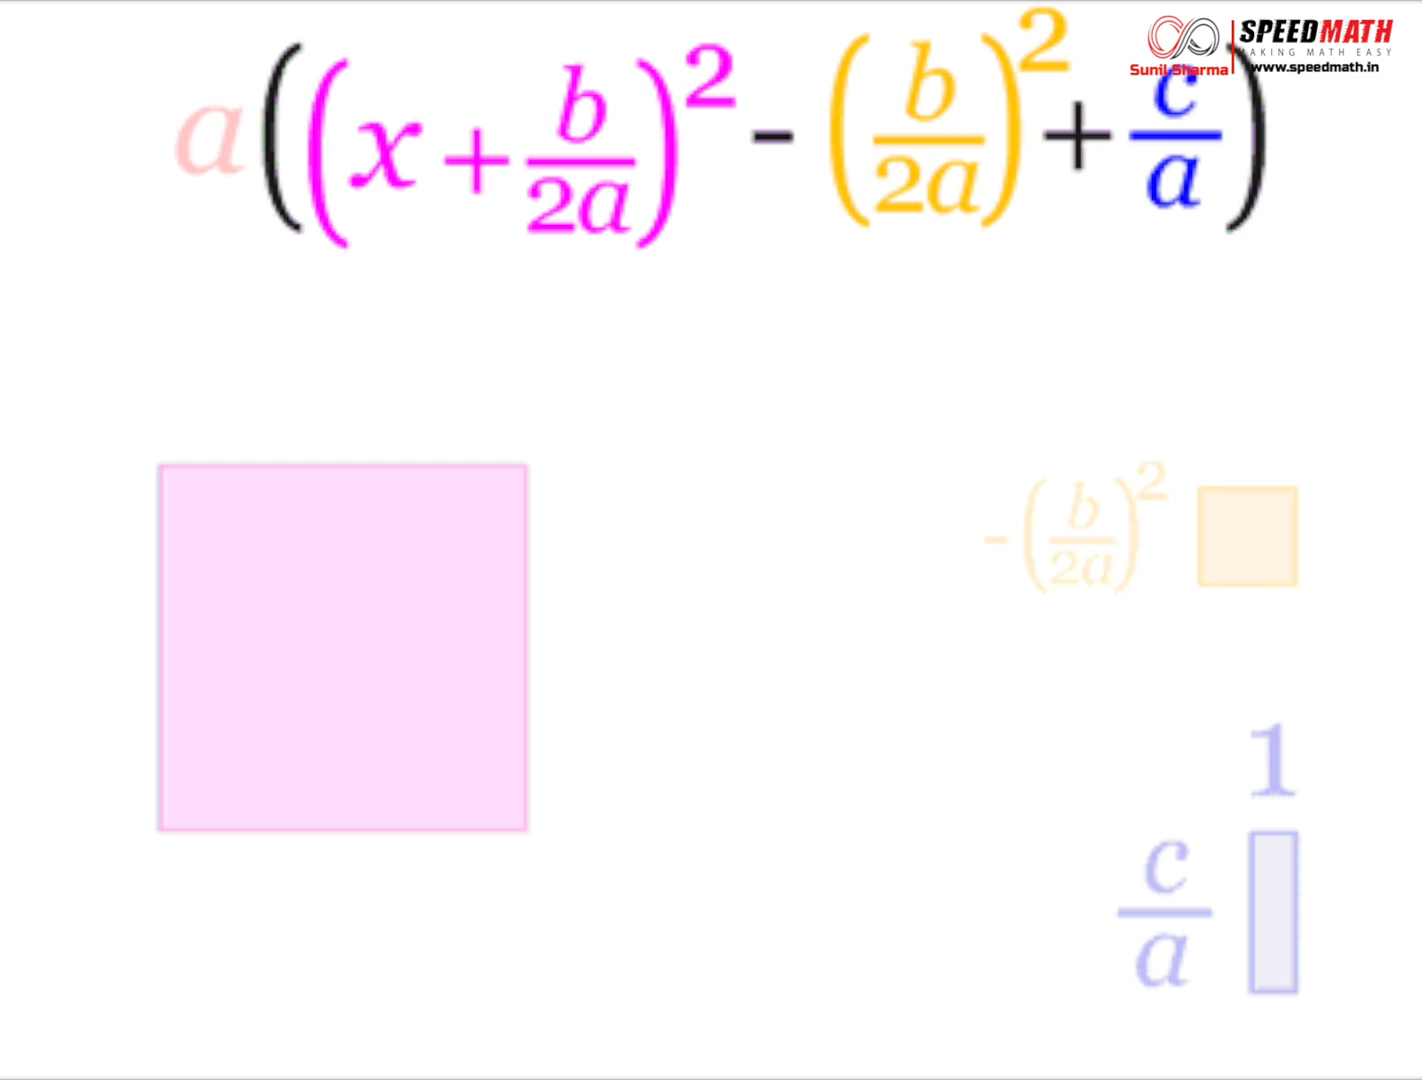 SPEEDMATH
MAKING MATH EASY
Sunil Sharma
www.speedmath.in
a((x + b/2a)² - (b/2a)² + c/a)
- (b/2a)²
1
c/a